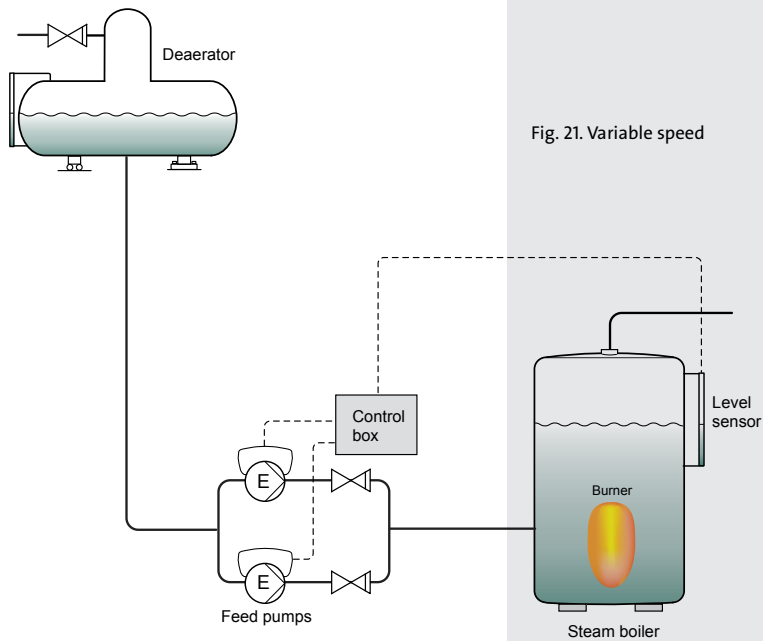 Deaerator
Fig. 21. Variable speed
Control
box
Level
sensor
E
Burner
E
Feed pumps
Steam boiler